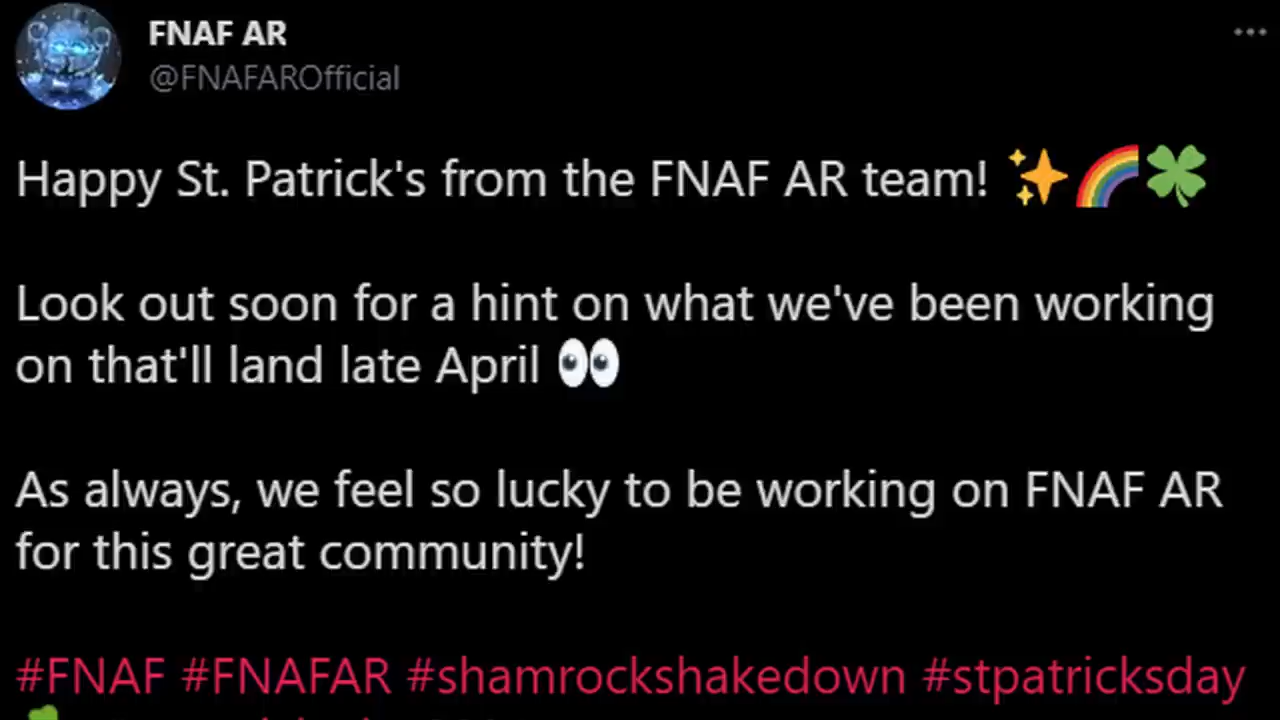 FNAF AR
@FNAFAROfficial
Happy St. Patrick's from the FNAF AR team! ✨🌈🍀
Look out soon for a hint on what we've been working
on that'll land late April 👀
As always, we feel so lucky to be working on FNAF AR
for this great community!
#FNAF #FNAFAR #shamrockshakedown #stpatricksday